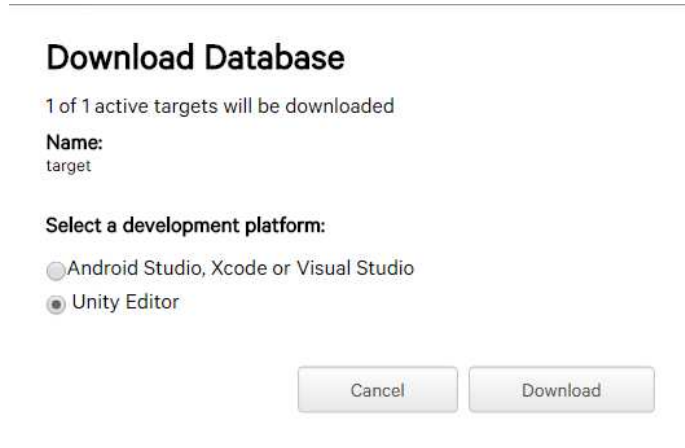 Download Database
1 of 1 active targets will be downloaded
Name:
target
Select a development platform:
Android Studio, Xcode or Visual Studio
Unity Editor
Cancel Download